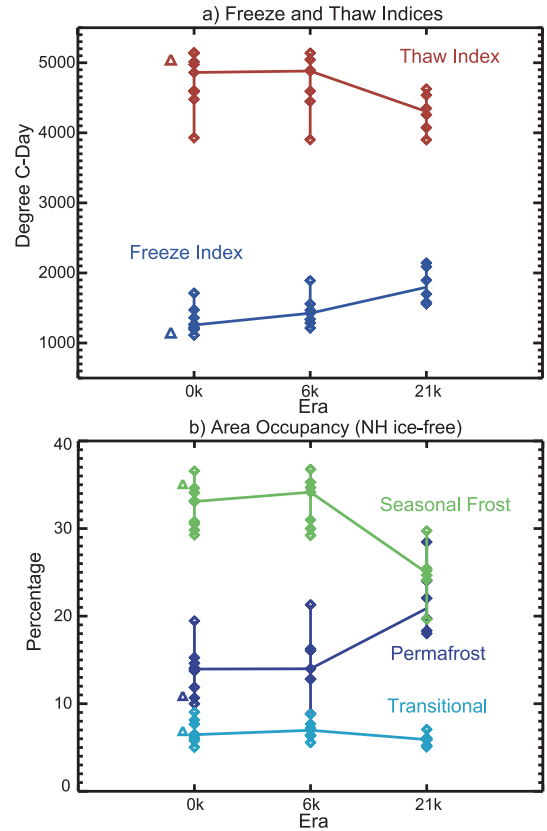 a) Freeze and Thaw Indices
5000
4000
3000
2000
1000
Degree C-Day
Thaw Index
Freeze Index
0k
6k
21k
Era
b) Area Occupancy (NH ice-free)
40
30
20
10
0
Percentage
Seasonal Frost
Permafrost
Transitional
0k
6k
21k
Era